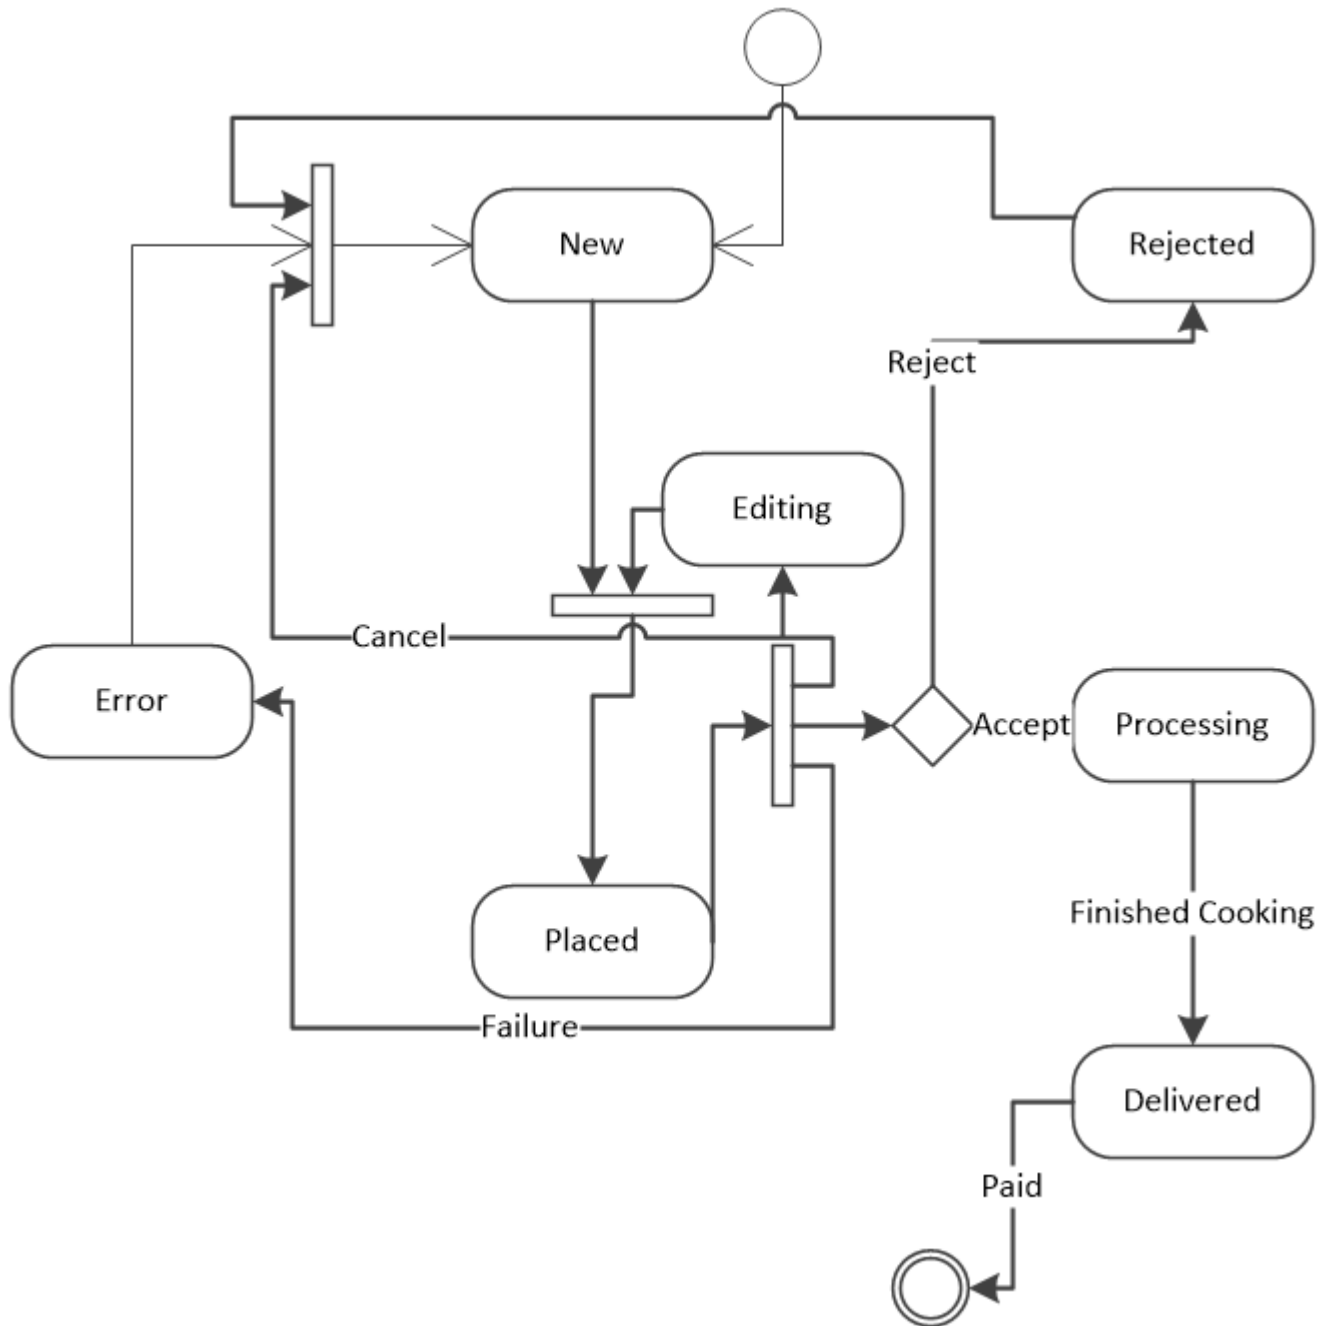 New
Rejected
Reject
Editing
Cancel
Error
Accept
Processing
Finished Cooking
Placed
Failure
Delivered
Paid